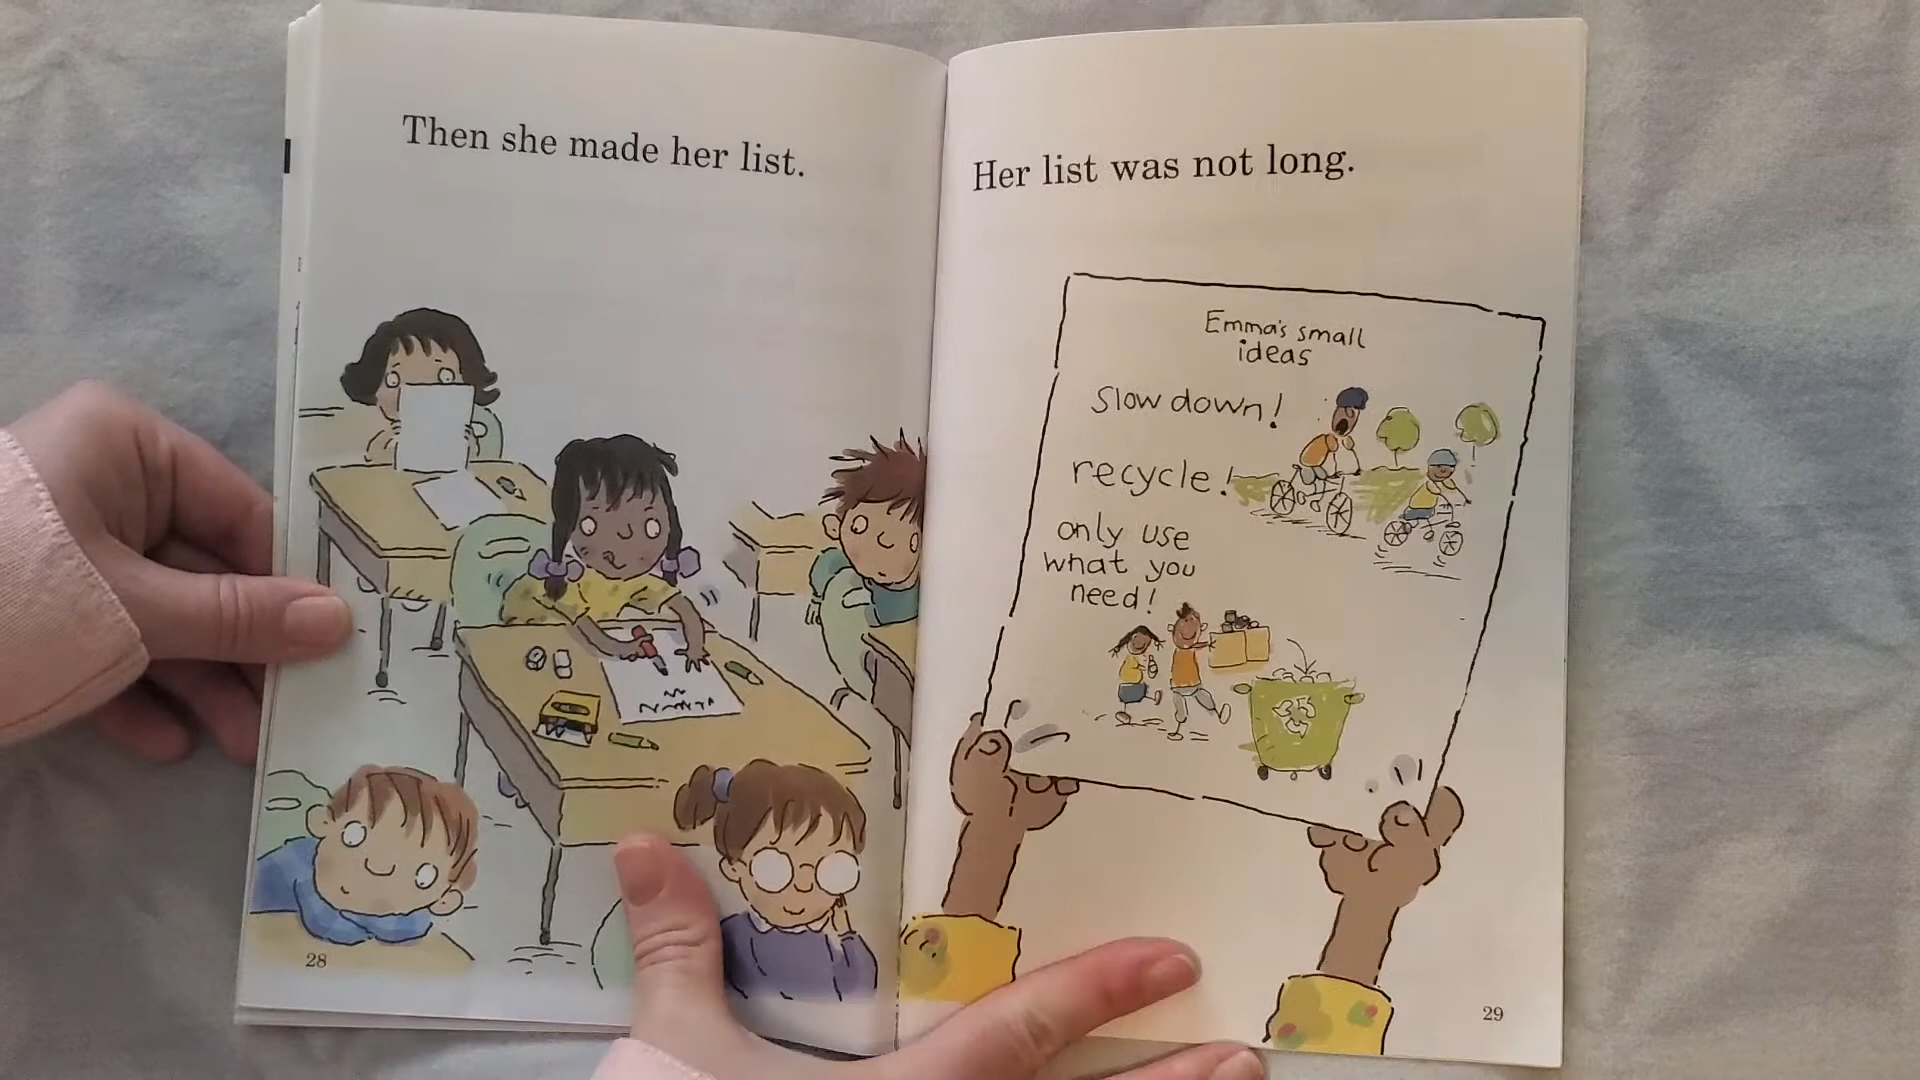 Then she made her list.
28
Her list was not long.
Emma's small
ideas
Slow down!
recycle!
only use
what you
need!
29